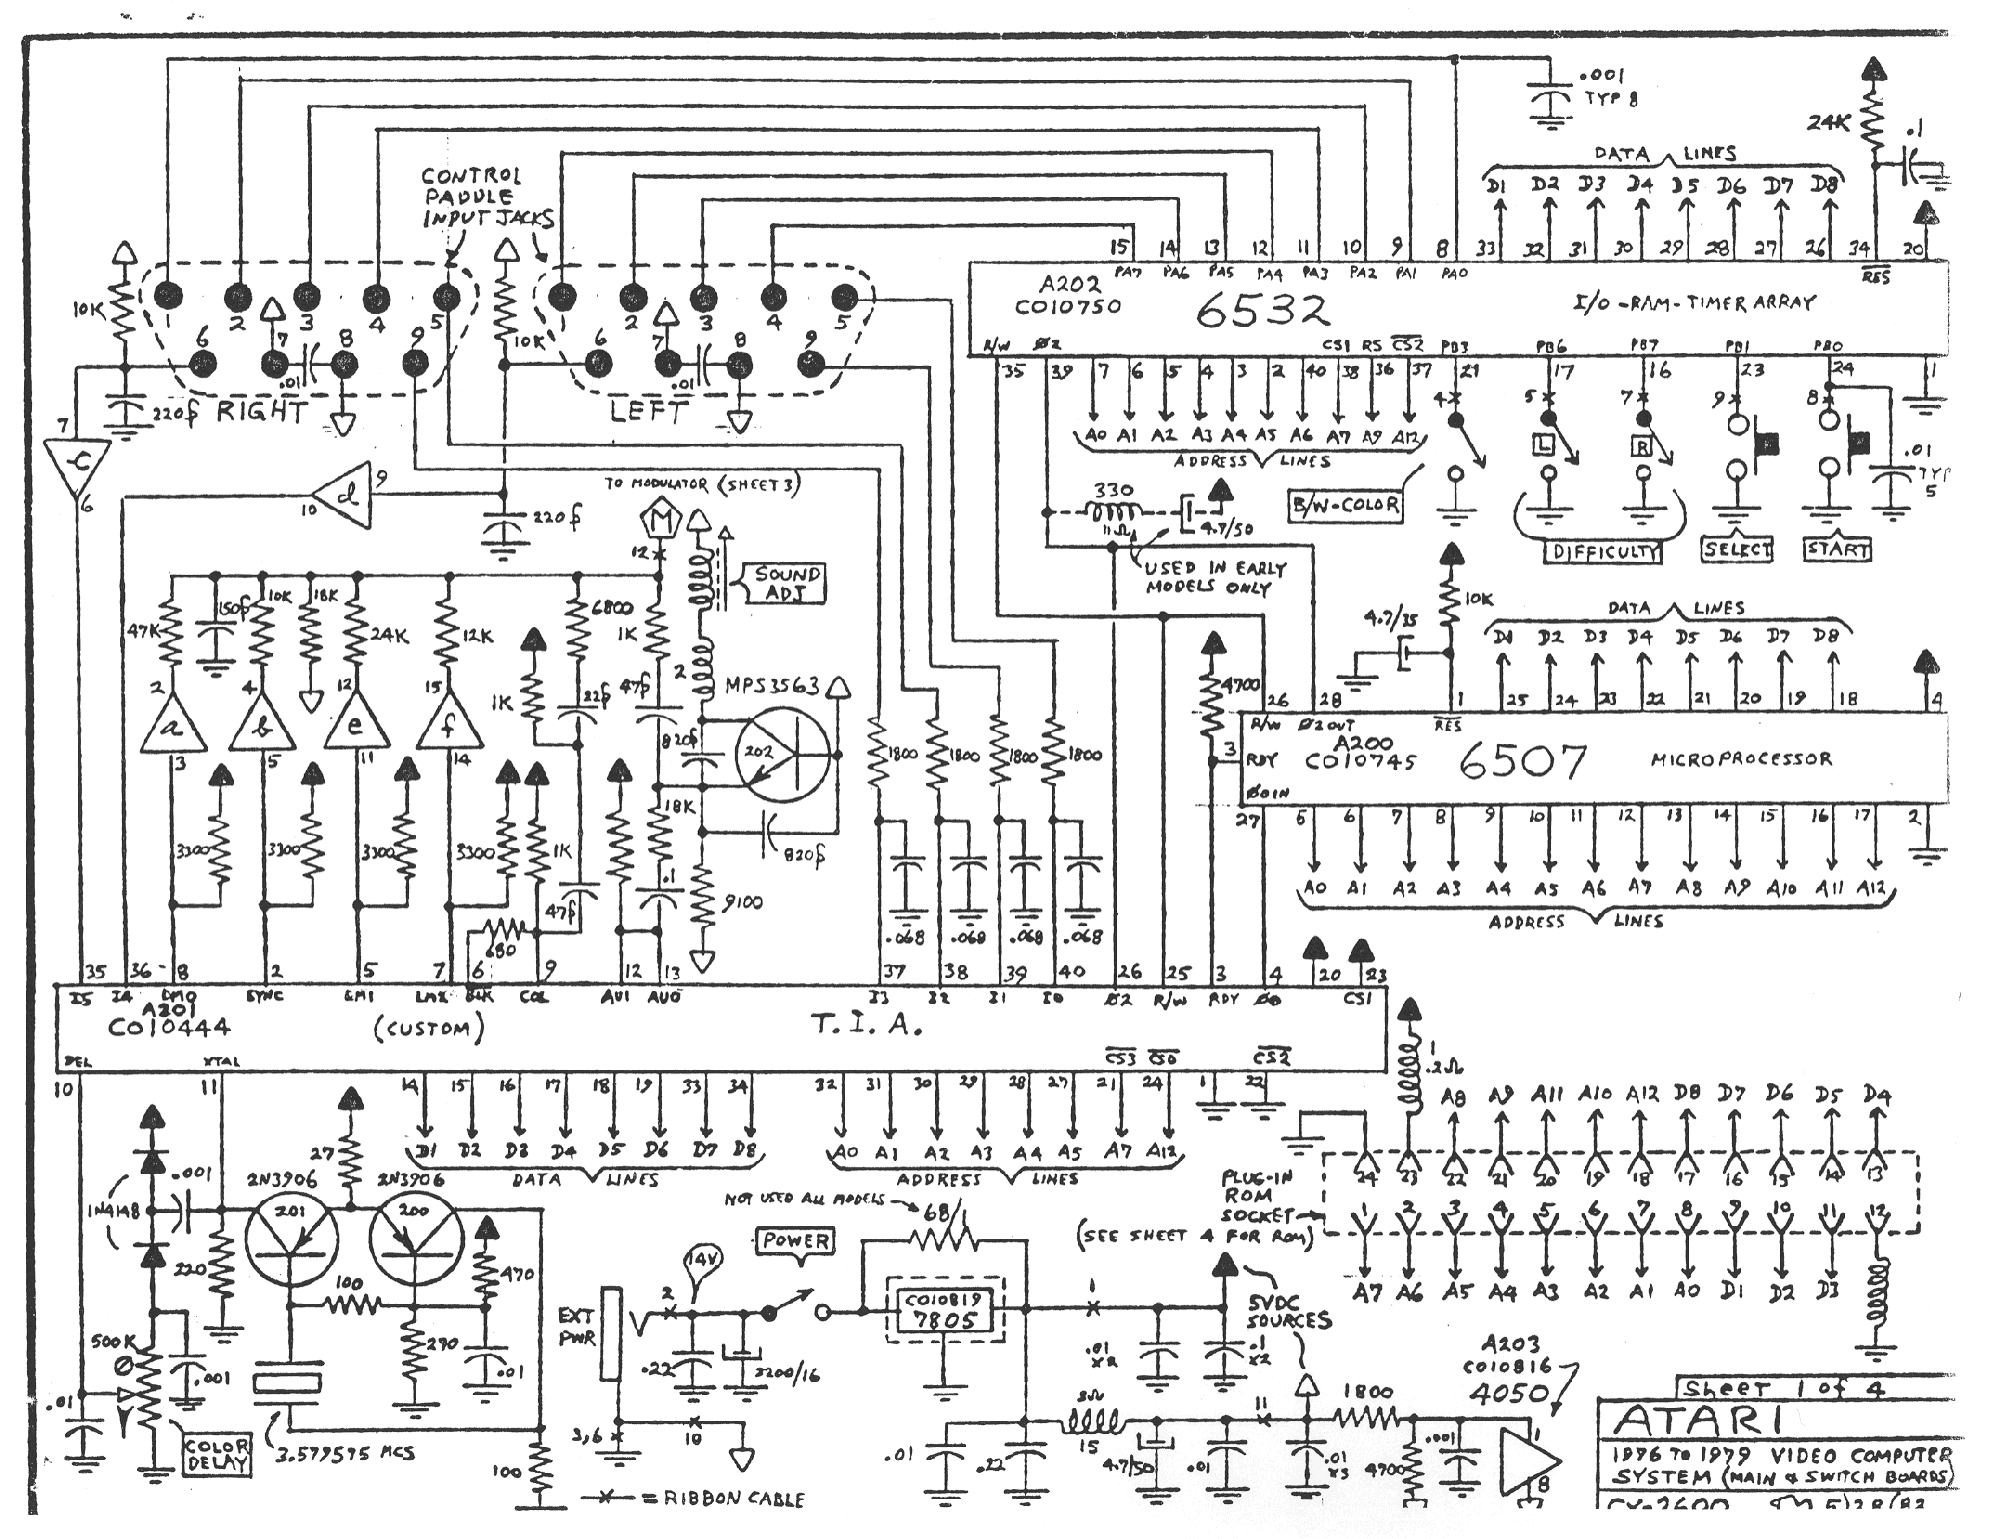 .001
TYP 8
24K
.1
DATA LINES
D1 D2 D3 D4 D5 D6 D7 D8
CONTROL
PADDLE
INPUT JACKS
15 14 13 12 11 10 9 8 33 32 31 30 29 28 27 26 34 20
PA7 PA6 PA5 PA4 PA3 PA2 PA1 PA0 RES
A202
CO10750
6532
I/O-RAM-TIMER ARRAY
R/W Ø2 CS1 RS CS2 PB3 PB6 PB7 PB1 PB0
35 39 7 6 5 4 3 2 40 38 36 37 21 17 16 23 24 1
10K
1 2 3 4 5
6 7 8 9
.01
220f
RIGHT
10K
1 2 3 4 5
6 7 8 9
.01
LEFT
A0 A1 A2 A3 A4 A5 A6 A7 A9 A12
ADDRESS LINES
4 5 7 9 8
L R
.01
TYP
5
B/W-COLOR
DIFFICULTY
SELECT
START
7
C
6
d
9
10
220f
TO MODULATOR (SHEET 3)
M
12
330
11Ω
4.7/50
USED IN EARLY
MODELS ONLY
SOUND
ADJ
47K
150f
10K
18K
24K
12K
1K
6800
82f
1K
47f
2
MPS3563
820f
202
2 4 12 15
a b e f
3 5 11 14
3300 3300 3300 3300
1K
47f
680
18K
.1
9100
820f
1800 1800 1800 1800
.068 .068 .068 .068
4.7/35
10K
4700
DATA LINES
D1 D2 D3 D4 D5 D6 D7 D8
26 28 1 25 24 23 22 21 20 19 18 4
R/W Ø2OUT RES
3 RDY
A200
CO10745
6507
MICROPROCESSOR
ØOIN
27 5 6 7 8 9 10 11 12 13 14 15 16 17 2
A0 A1 A2 A3 A4 A5 A6 A7 A8 A9 A10 A11 A12
ADDRESS LINES
35 36 8 2 5 7 6 9 12 13 37 38 39 40 26 25 3 4 20 23
I5 I4 LM0 SYNC LM1 LM2 BLK COL AU1 AU0 I3 I2 I1 I0 Ø2 R/W RDY Ø0 CS1
A201
CO10444
(CUSTOM)
T.I.A.
DEL XTAL CS3 CS0 CS2
10 11 14 15 16 17 18 19 33 34 32 31 30 29 28 27 21 24 1 22
D1 D2 D3 D4 D5 D6 D7 D8
DATA LINES
A0 A1 A2 A3 A4 A5 A7 A12
ADDRESS LINES
1
.2Ω
A8 A9 A11 A10 A12 D8 D7 D6 D5 D4
24 23 22 21 20 19 18 17 16 15 14 13
PLUG-IN
ROM
SOCKET
(SEE SHEET 4 FOR ROM)
1 2 3 4 5 6 7 8 9 10 11 12
A7 A6 A5 A4 A3 A2 A1 A0 D1 D2 D3
.001
1N4148
2N3906
201
27
2N3906
200
220
100
470
290
.01
500K
.001
.01
COLOR
DELAY
3.579575 MCS
100
NOT USED ALL MODELS
68
POWER
14V
2
EXT
PWR
.22
2200/16
3,6
10
CO10819
7805
1
5VDC
SOURCES
.01
X2
.1
X2
.01
.22
3Ω
15
4.7/50
.01
11
.01
X3
1800
4700
.001
A203
CO10816
4050
1
8
= RIBBON CABLE
Sheet 1 of 4
ATARI
1976 TO 1979 VIDEO COMPUTER
SYSTEM (MAIN & SWITCH BOARDS)
CX-2600
5/28/82